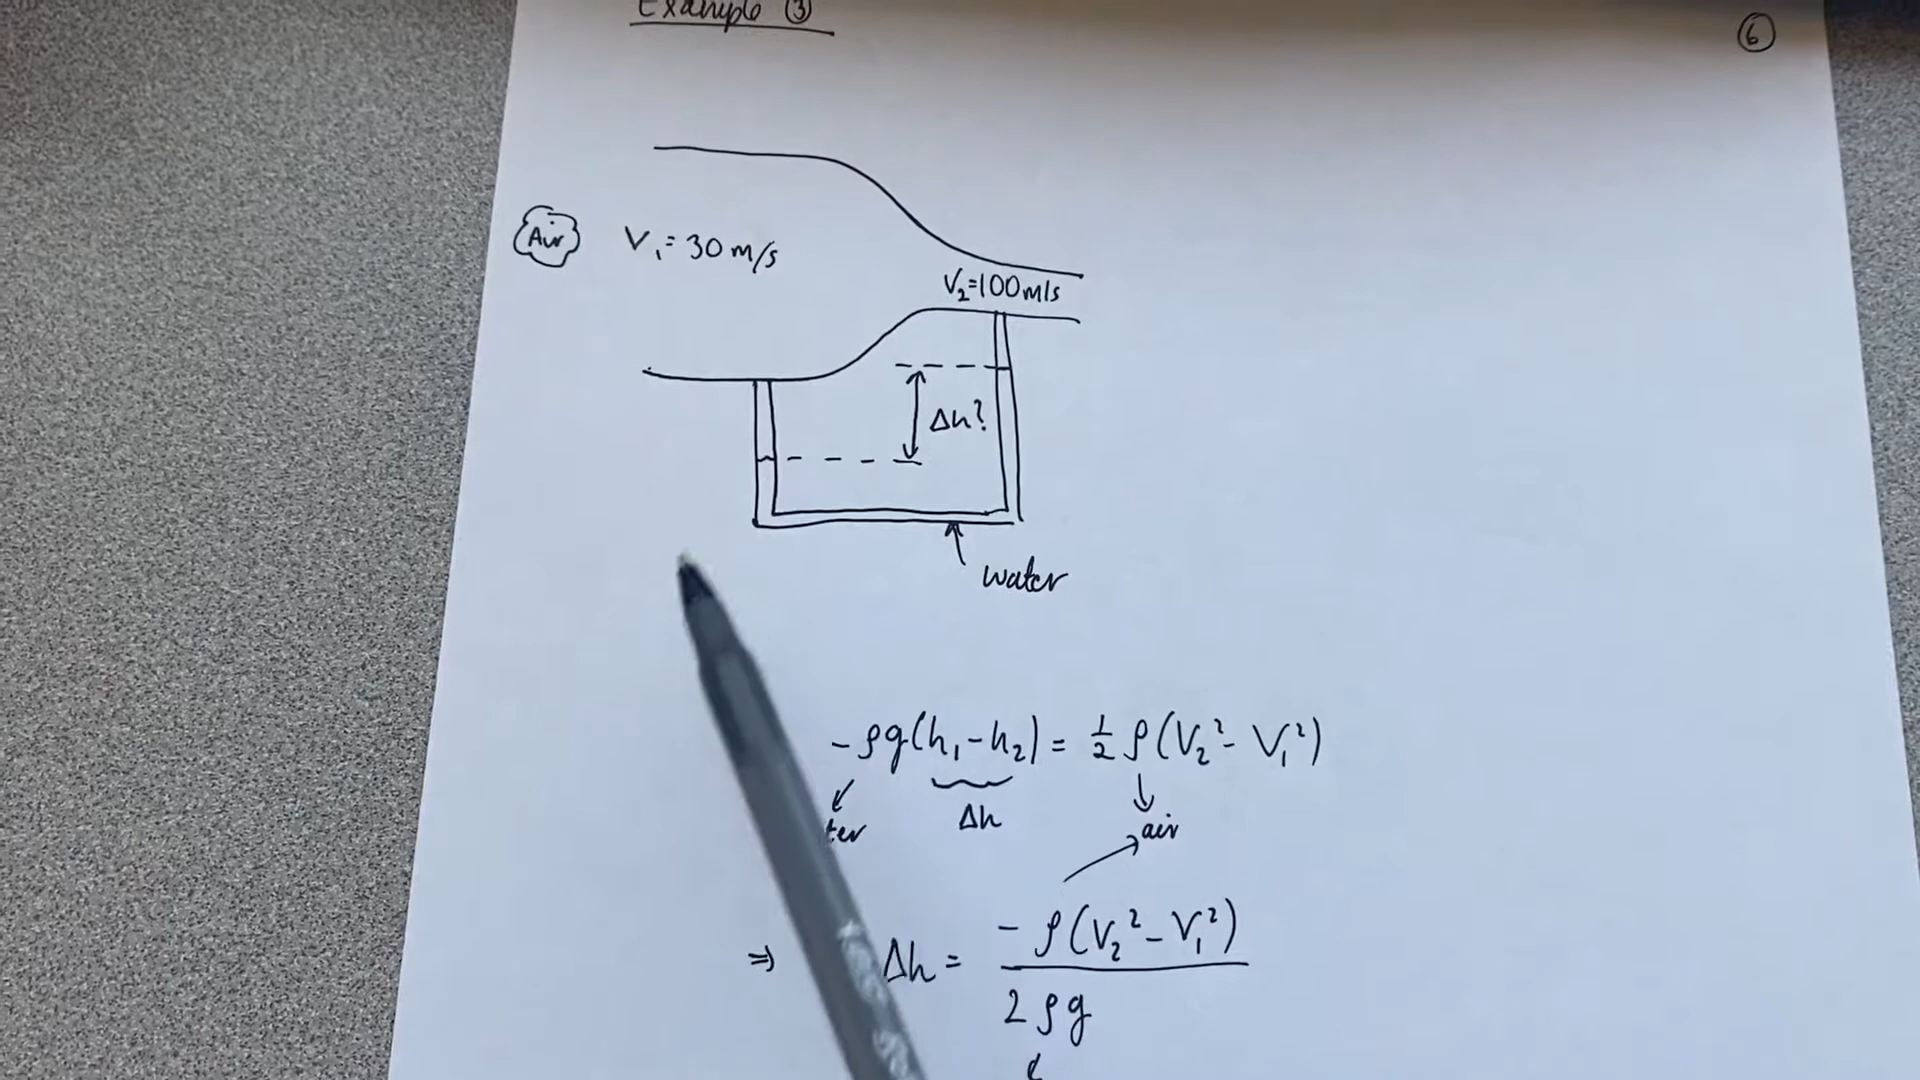 Example ③
⑥
Air V₁ = 30 m/s
V₂ = 100 m/s
Δh?
water
-ρg(h₁-h₂) = ½ ρ(V₂² - V₁²)
Δh
air
⇒ Δh = -ρ(V₂² - V₁²)
2ρg